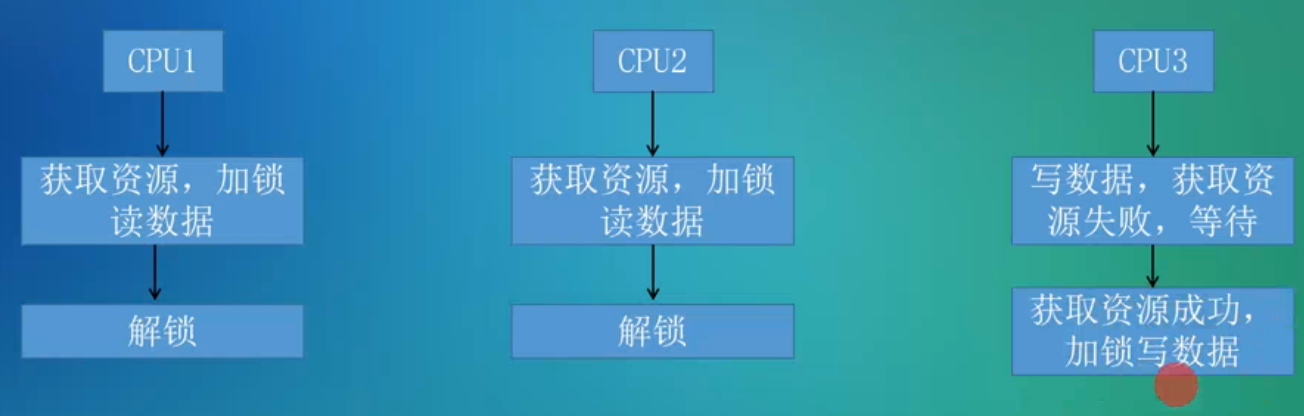 CPU1
CPU2
CPU3
获取资源，加锁
读数据
获取资源，加锁
读数据
写数据，获取资
源失败，等待
解锁
解锁
获取资源成功，
加锁写数据